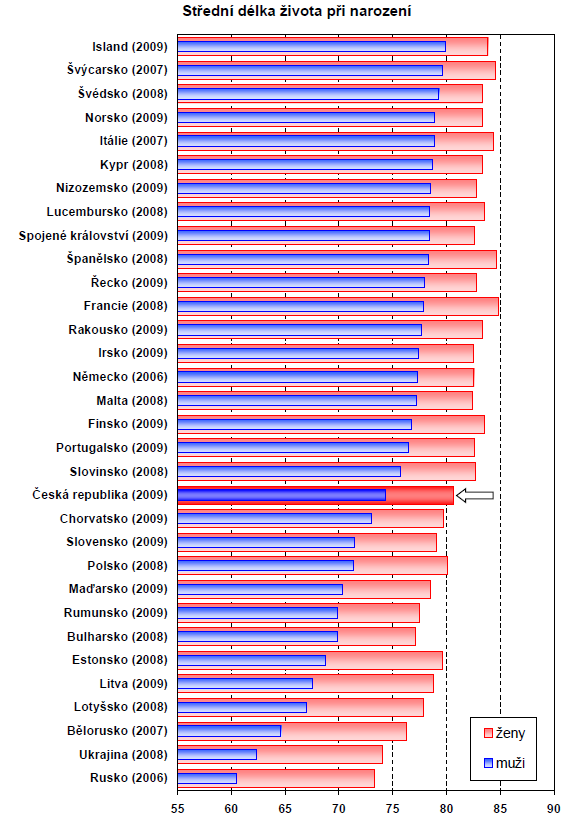 Střední délka života při narození
Island (2009)
Švýcarsko (2007)
Švédsko (2008)
Norsko (2009)
Itálie (2007)
Kypr (2008)
Nizozemsko (2009)
Lucembursko (2008)
Spojené království (2009)
Španělsko (2008)
Řecko (2009)
Francie (2008)
Rakousko (2009)
Irsko (2009)
Německo (2006)
Malta (2008)
Finsko (2009)
Portugalsko (2009)
Slovinsko (2008)
Česká republika (2009)
Chorvatsko (2009)
Slovensko (2009)
Polsko (2008)
Maďarsko (2009)
Rumunsko (2009)
Bulharsko (2008)
Estonsko (2008)
Litva (2009)
Lotyšsko (2008)
Bělorusko (2007)
Ukrajina (2008)
Rusko (2006)
ženy
muži
55 60 65 70 75 80 85 90